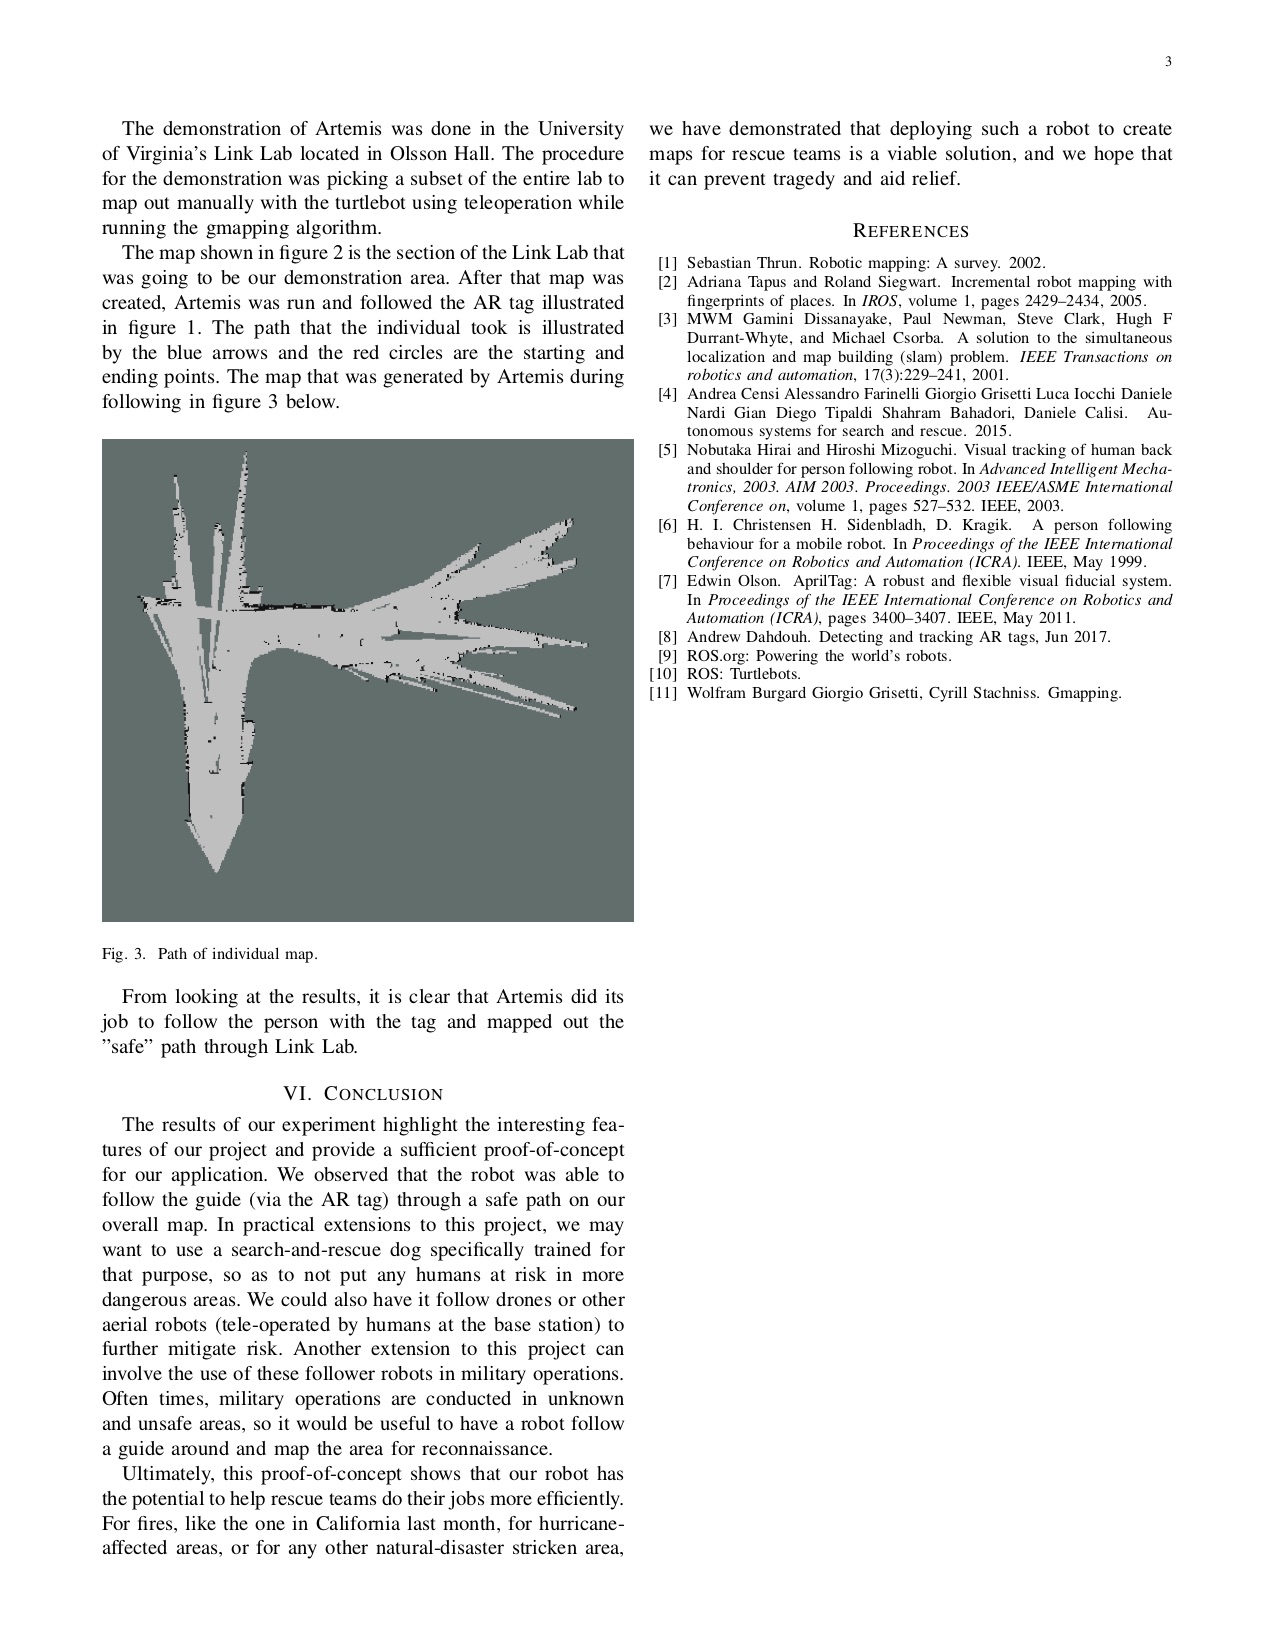 3
The demonstration of Artemis was done in the University
of Virginia's Link Lab located in Olsson Hall. The procedure
for the demonstration was picking a subset of the entire lab to
map out manually with the turtlebot using teleoperation while
running the gmapping algorithm.
The map shown in figure 2 is the section of the Link Lab that
was going to be our demonstration area. After that map was
created, Artemis was run and followed the AR tag illustrated
in figure 1. The path that the individual took is illustrated
by the blue arrows and the red circles are the starting and
ending points. The map that was generated by Artemis during
following in figure 3 below.
Fig. 3. Path of individual map.
From looking at the results, it is clear that Artemis did its
job to follow the person with the tag and mapped out the
”safe” path through Link Lab.
VI. CONCLUSION
The results of our experiment highlight the interesting fea-
tures of our project and provide a sufficient proof-of-concept
for our application. We observed that the robot was able to
follow the guide (via the AR tag) through a safe path on our
overall map. In practical extensions to this project, we may
want to use a search-and-rescue dog specifically trained for
that purpose, so as to not put any humans at risk in more
dangerous areas. We could also have it follow drones or other
aerial robots (tele-operated by humans at the base station) to
further mitigate risk. Another extension to this project can
involve the use of these follower robots in military operations.
Often times, military operations are conducted in unknown
and unsafe areas, so it would be useful to have a robot follow
a guide around and map the area for reconnaissance.
Ultimately, this proof-of-concept shows that our robot has
the potential to help rescue teams do their jobs more efficiently.
For fires, like the one in California last month, for hurricane-
affected areas, or for any other natural-disaster stricken area,
we have demonstrated that deploying such a robot to create
maps for rescue teams is a viable solution, and we hope that
it can prevent tragedy and aid relief.
REFERENCES
[1] Sebastian Thrun. Robotic mapping: A survey. 2002.
[2] Adriana Tapus and Roland Siegwart. Incremental robot mapping with
fingerprints of places. In IROS, volume 1, pages 2429–2434, 2005.
[3] MWM Gamini Dissanayake, Paul Newman, Steve Clark, Hugh F
Durrant-Whyte, and Michael Csorba. A solution to the simultaneous
localization and map building (slam) problem. IEEE Transactions on
robotics and automation, 17(3):229–241, 2001.
[4] Andrea Censi Alessandro Farinelli Giorgio Grisetti Luca Iocchi Daniele
Nardi Gian Diego Tipaldi Shahram Bahadori, Daniele Calisi. Au-
tonomous systems for search and rescue. 2015.
[5] Nobutaka Hirai and Hiroshi Mizoguchi. Visual tracking of human back
and shoulder for person following robot. In Advanced Intelligent Mecha-
tronics, 2003. AIM 2003. Proceedings. 2003 IEEE/ASME International
Conference on, volume 1, pages 527–532. IEEE, 2003.
[6] H. I. Christensen H. Sidenbladh, D. Kragik. A person following
behaviour for a mobile robot. In Proceedings of the IEEE International
Conference on Robotics and Automation (ICRA). IEEE, May 1999.
[7] Edwin Olson. AprilTag: A robust and flexible visual fiducial system.
In Proceedings of the IEEE International Conference on Robotics and
Automation (ICRA), pages 3400–3407. IEEE, May 2011.
[8] Andrew Dahdouh. Detecting and tracking AR tags, Jun 2017.
[9] ROS.org: Powering the world's robots.
[10] ROS: Turtlebots.
[11] Wolfram Burgard Giorgio Grisetti, Cyrill Stachniss. Gmapping.